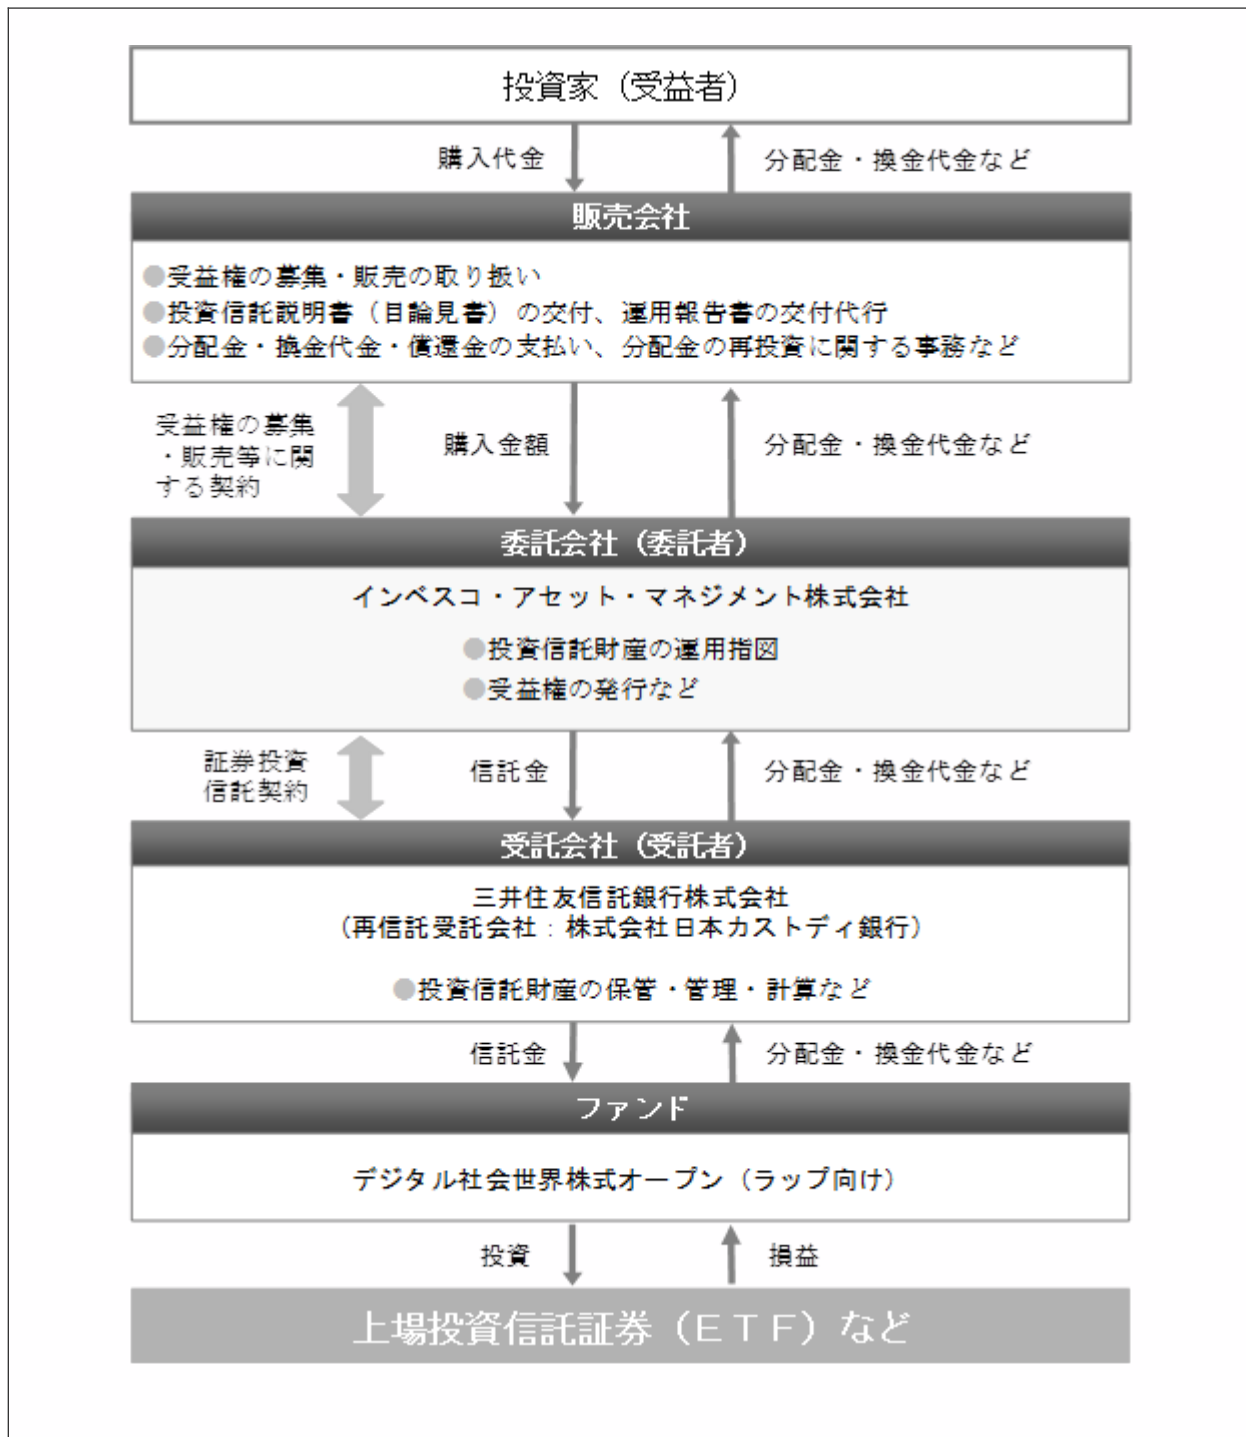 投資家（受益者）
購入代金
分配金・換金代金など
販売会社
●受益権の募集・販売の取り扱い
●投資信託説明書（目論見書）の交付、運用報告書の交付代行
●分配金・換金代金・償還金の支払い、分配金の再投資に関する事務など
受益権の募集
・販売等に関
する契約
購入金額
分配金・換金代金など
委託会社（委託者）
インベスコ・アセット・マネジメント株式会社
●投資信託財産の運用指図
●受益権の発行など
証券投資
信託契約
信託金
分配金・換金代金など
受託会社（受託者）
三井住友信託銀行株式会社
（再信託受託会社：株式会社日本カストディ銀行）
●投資信託財産の保管・管理・計算など
信託金
分配金・換金代金など
ファンド
デジタル社会世界株式オープン（ラップ向け）
投資
損益
上場投資信託証券（ＥＴＦ）など